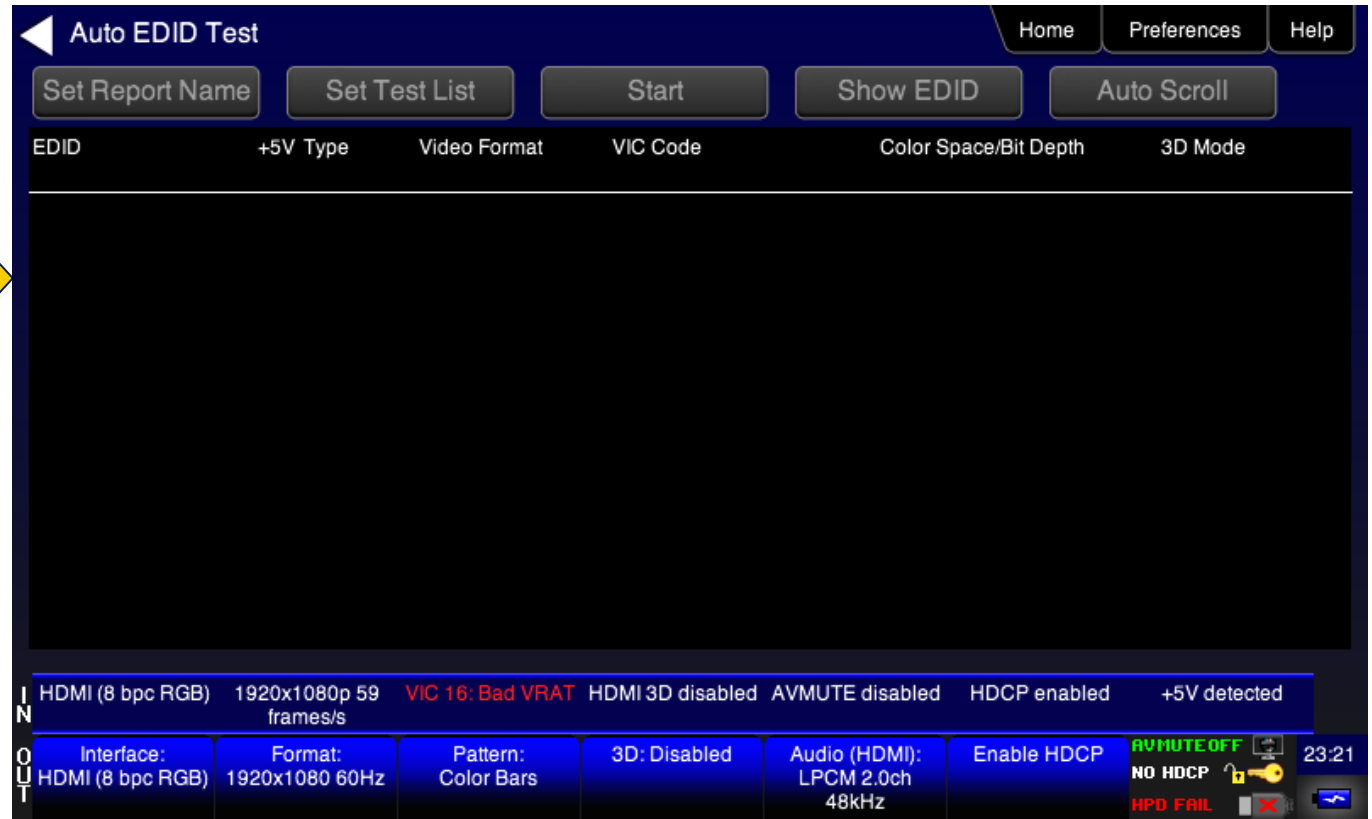 Auto EDID Test
Home
Preferences
Help
Set Report Name
Set Test List
Start
Show EDID
Auto Scroll
EDID
+5V Type
Video Format
VIC Code
Color Space/Bit Depth
3D Mode
IN
HDMI (8 bpc RGB)
1920x1080p 59
frames/s
VIC 16: Bad VRAT
HDMI 3D disabled
AVMUTE disabled
HDCP enabled
+5V detected
OUT
Interface:
HDMI (8 bpc RGB)
Format:
1920x1080 60Hz
Pattern:
Color Bars
3D: Disabled
Audio (HDMI):
LPCM 2.0ch
48kHz
Enable HDCP
AVMUTEOFF
NO HDCP
HPD FAIL
23:21